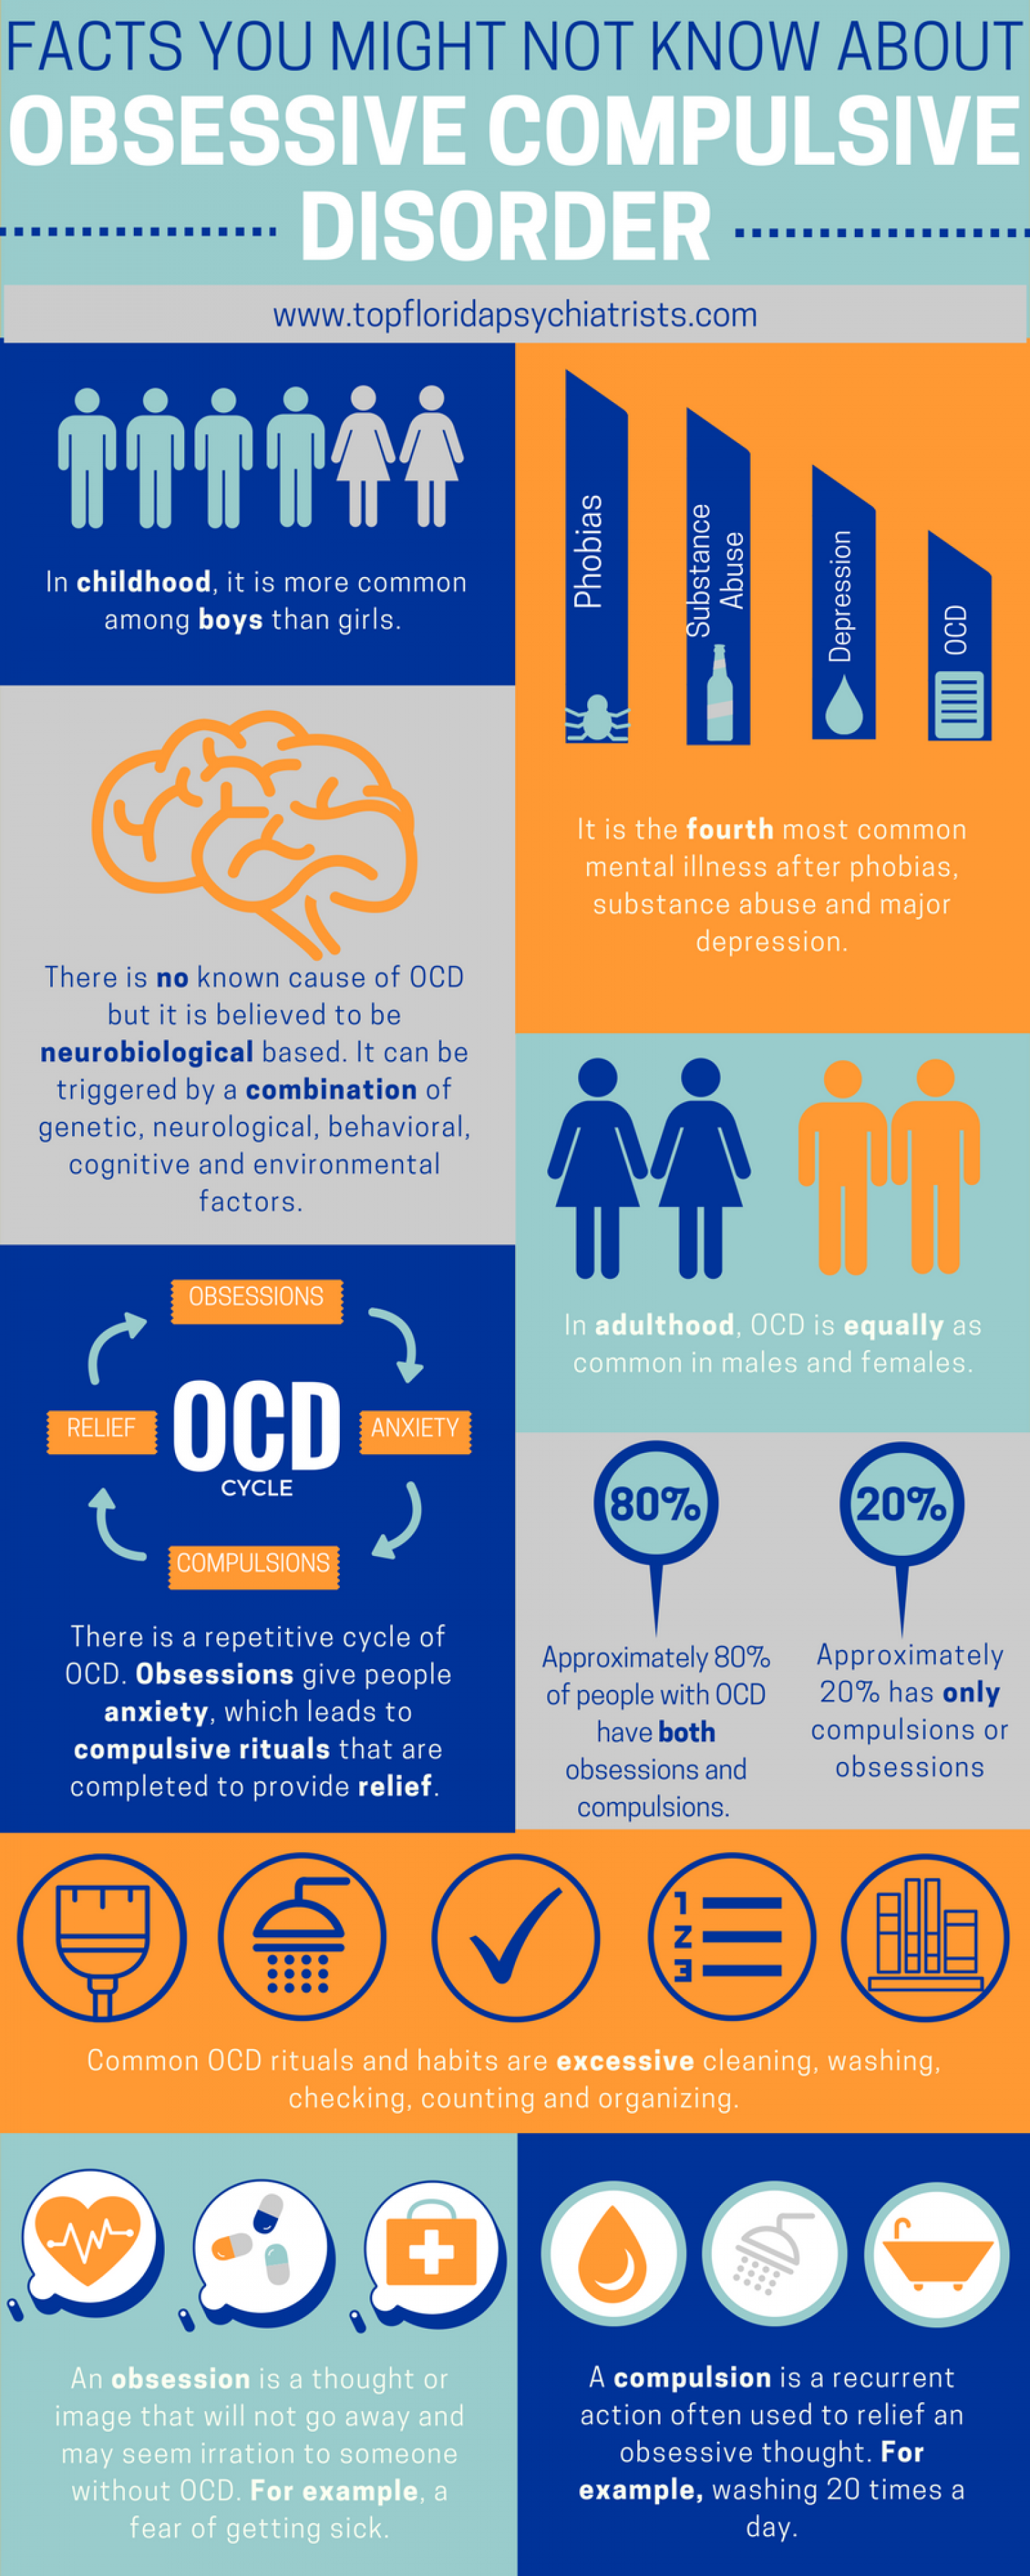 FACTS YOU MIGHT NOT KNOW ABOUT
OBSESSIVE COMPULSIVE
DISORDER
www.topfloridapsychiatrists.com
In childhood, it is more common
among boys than girls.
Phobias
Substance
Abuse
Depression
OCD
It is the fourth most common
mental illness after phobias,
substance abuse and major
depression.
There is no known cause of OCD
but it is believed to be
neurobiological based. It can be
triggered by a combination of
genetic, neurological, behavioral,
cognitive and environmental
factors.
In adulthood, OCD is equally as
common in males and females.
OBSESSIONS
RELIEF
OCD
CYCLE
ANXIETY
COMPULSIONS
There is a repetitive cycle of
OCD. Obsessions give people
anxiety, which leads to
compulsive rituals that are
completed to provide relief.
80%
Approximately 80%
of people with OCD
have both
obsessions and
compulsions.
20%
Approximately
20% has only
compulsions or
obsessions
1
2
3
Common OCD rituals and habits are excessive cleaning, washing,
checking, counting and organizing.
An obsession is a thought or
image that will not go away and
may seem irration to someone
without OCD. For example, a
fear of getting sick.
A compulsion is a recurrent
action often used to relief an
obsessive thought. For
example, washing 20 times a
day.